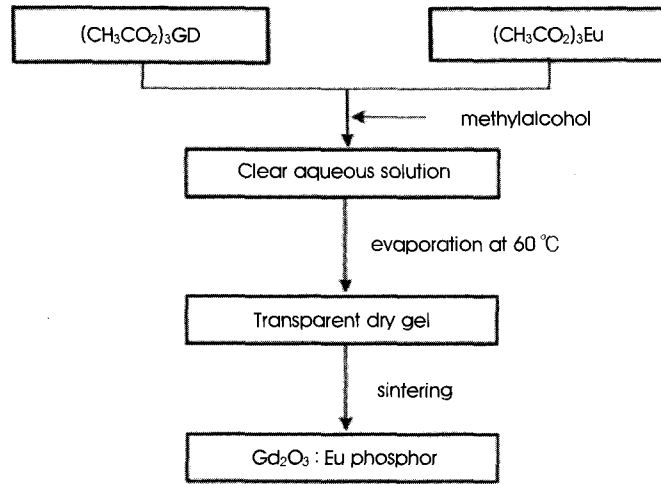 (CH₃CO₂)₃GD
(CH₃CO₂)₃Eu
methylalcohol
Clear aqueous solution
evaporation at 60 ℃
Transparent dry gel
sintering
Gd₂O₃ : Eu phosphor